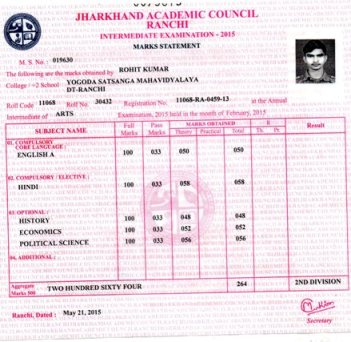 JHARKHAND ACADEMIC COUNCIL
RANCHI
INTERMEDIATE EXAMINATION - 2015
MARKS STATEMENT
M. S. No. : 019630
The following are the marks obtained by ROHIT KUMAR
College / +2 School YOGODA SATSANGA MAHAVIDYALAYA
DT-RANCHI
Roll Code 11068 Roll No. 30432 Registration No. 11068-RA-0459-13 at the Annual
Intermediate of ARTS Examination, 2015 held in the month of February, 2015
SUBJECT NAME Full Marks Pass Marks MARKS OBTAINED R Result
Theory Practical Total Th. Pr.
01. COMPULSORY
CORE LANGUAGE :
ENGLISH A 100 033 050 050
02. COMPULSORY / ELECTIVE :
HINDI 100 033 058 058
03. OPTIONAL :
HISTORY 100 033 048 048
ECONOMICS 100 033 052 052
POLITICAL SCIENCE 100 033 056 056
04. ADDITIONAL :
Aggregate Marks 500 TWO HUNDRED SIXTY FOUR 264 2ND DIVISION
Ranchi, Dated : May 21, 2015
Secretary